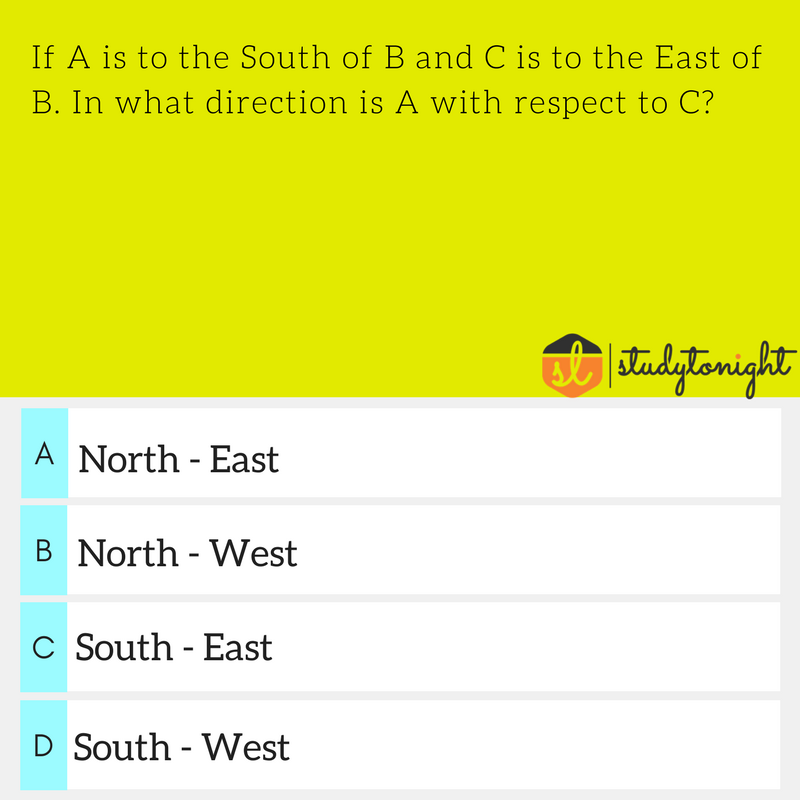 If A is to the South of B and C is to the East of
B. In what direction is A with respect to C?
sl studytonight
A North - East
B North - West
C South - East
D South - West